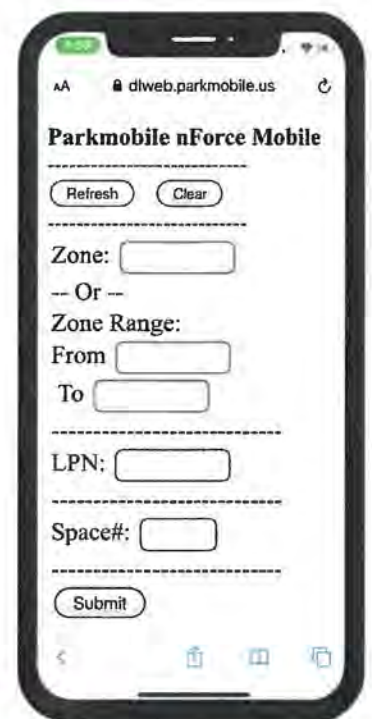 AA dlweb.parkmobile.us
Parkmobile nForce Mobile
Refresh Clear
Zone:
-- Or --
Zone Range:
From
To
LPN:
Space#:
Submit